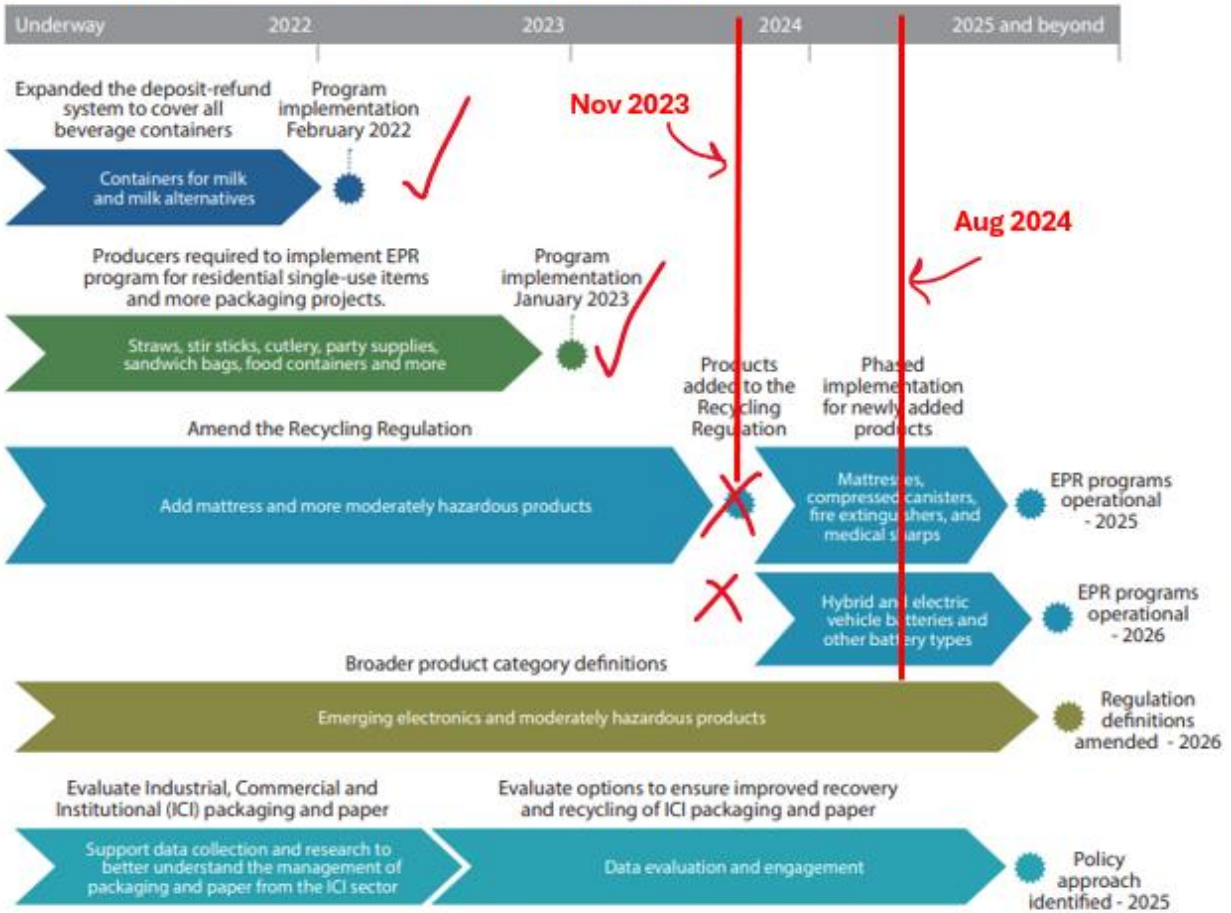 Underway 2022 2023 2024 2025 and beyond
Expanded the deposit-refund
system to cover all
beverage containers
Program
implementation
February 2022
Containers for milk
and milk alternatives
Nov 2023
Aug 2024
Producers required to implement EPR
program for residential single-use items
and more packaging projects.
Program
implementation
January 2023
Straws, stir sticks, cutlery, party supplies,
sandwich bags, food containers and more
Amend the Recycling Regulation
Products
added to the
Recycling
Regulation
Phased
implementation
for newly added
products
Add mattress and more moderately hazardous products
Mattresses,
compressed canisters,
fire extinguishers, and
medical sharps
EPR programs
operational
- 2025
Hybrid and electric
vehicle batteries and
other battery types
EPR programs
operational
- 2026
Broader product category definitions
Emerging electronics and moderately hazardous products
Regulation
definitions
amended - 2026
Evaluate Industrial, Commercial and
Institutional (ICI) packaging and paper
Evaluate options to ensure improved recovery
and recycling of ICI packaging and paper
Support data collection and research to
better understand the management of
packaging and paper from the ICI sector
Data evaluation and engagement
Policy
approach
identified - 2025